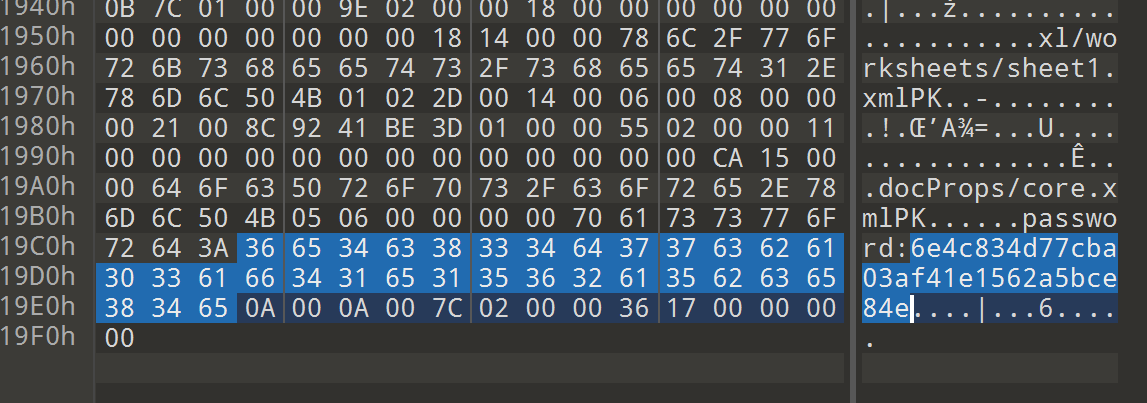 1940h 0B 7C 01 00 00 9E 02 00 00 18 00 00 00 00 00 00 .|...ž..........
1950h 00 00 00 00 00 00 00 18 14 00 00 78 6C 2F 77 6F ...........xl/wo
1960h 72 6B 73 68 65 65 74 73 2F 73 68 65 65 74 31 2E rksheets/sheet1.
1970h 78 6D 6C 50 4B 01 02 2D 00 14 00 06 00 08 00 00 xmlPK..-........
1980h 00 21 00 8C 92 41 BE 3D 01 00 00 55 02 00 00 11 .!.Œ’A¾=...U....
1990h 00 00 00 00 00 00 00 00 00 00 00 00 00 CA 15 00 .............Ê..
19A0h 00 64 6F 63 50 72 6F 70 73 2F 63 6F 72 65 2E 78 .docProps/core.x
19B0h 6D 6C 50 4B 05 06 00 00 00 00 70 61 73 73 77 6F mlPK......passwo
19C0h 72 64 3A 36 65 34 63 38 33 34 64 37 37 63 62 61 rd:6e4c834d77cba
19D0h 30 33 61 66 34 31 65 31 35 36 32 61 35 62 63 65 03af41e1562a5bce
19E0h 38 34 65 0A 00 0A 00 7C 02 00 00 36 17 00 00 00 84e....|...6....
19F0h 00 .